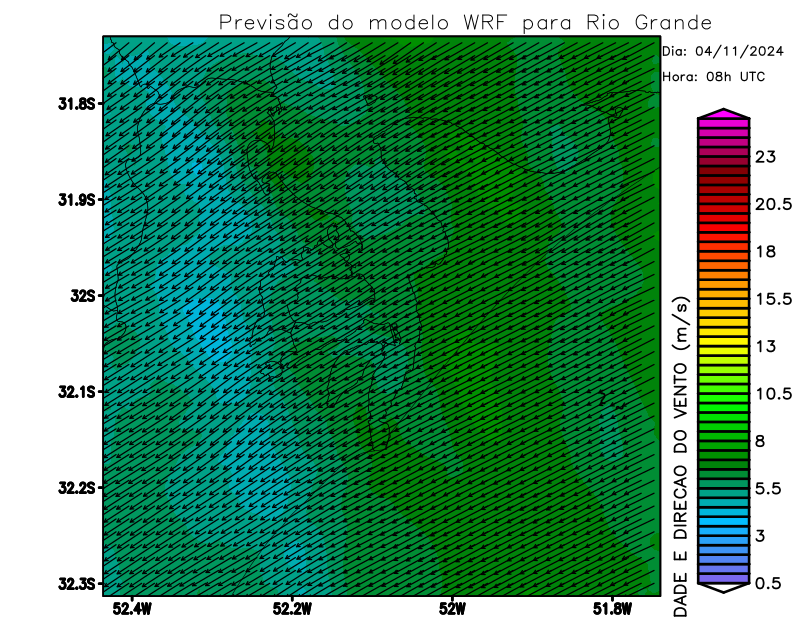 Previsão do modelo WRF para Rio Grande
Dia: 04/11/2024
Hora: 08h UTC
31.8S
31.9S
32S
32.1S
32.2S
32.3S
52.4W
52.2W
52W
51.8W
23
20.5
18
15.5
13
10.5
8
5.5
3
0.5
DADE E DIRECAO DO VENTO (m/s)